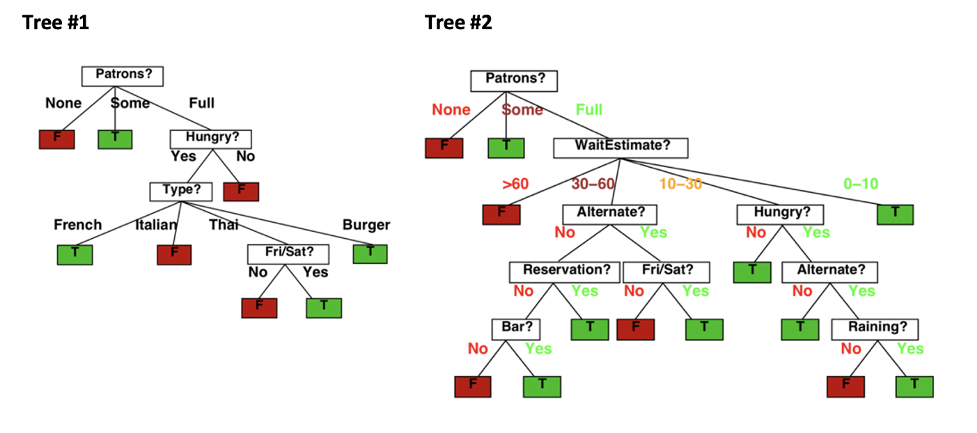 Tree #1
Tree #2
Patrons?
None Some Full
F T Hungry?
Yes No
Type? F
French Italian Thai Burger
T F Fri/Sat? T
No Yes
F T
Patrons?
None Some Full
F T WaitEstimate?
>60 30–60 10–30 0–10
F Alternate? Hungry? T
No Yes No Yes
Reservation? Fri/Sat? T Alternate?
No Yes No Yes No Yes
Bar? T F T T Raining?
No Yes No Yes
F T F T